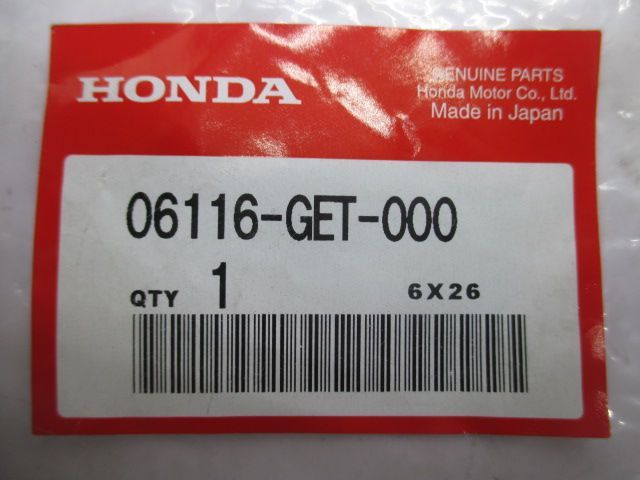 HONDA
GENUINE PARTS
Honda Motor Co., Ltd.
Made in Japan
06116-GET-000
QTY 1 6X26